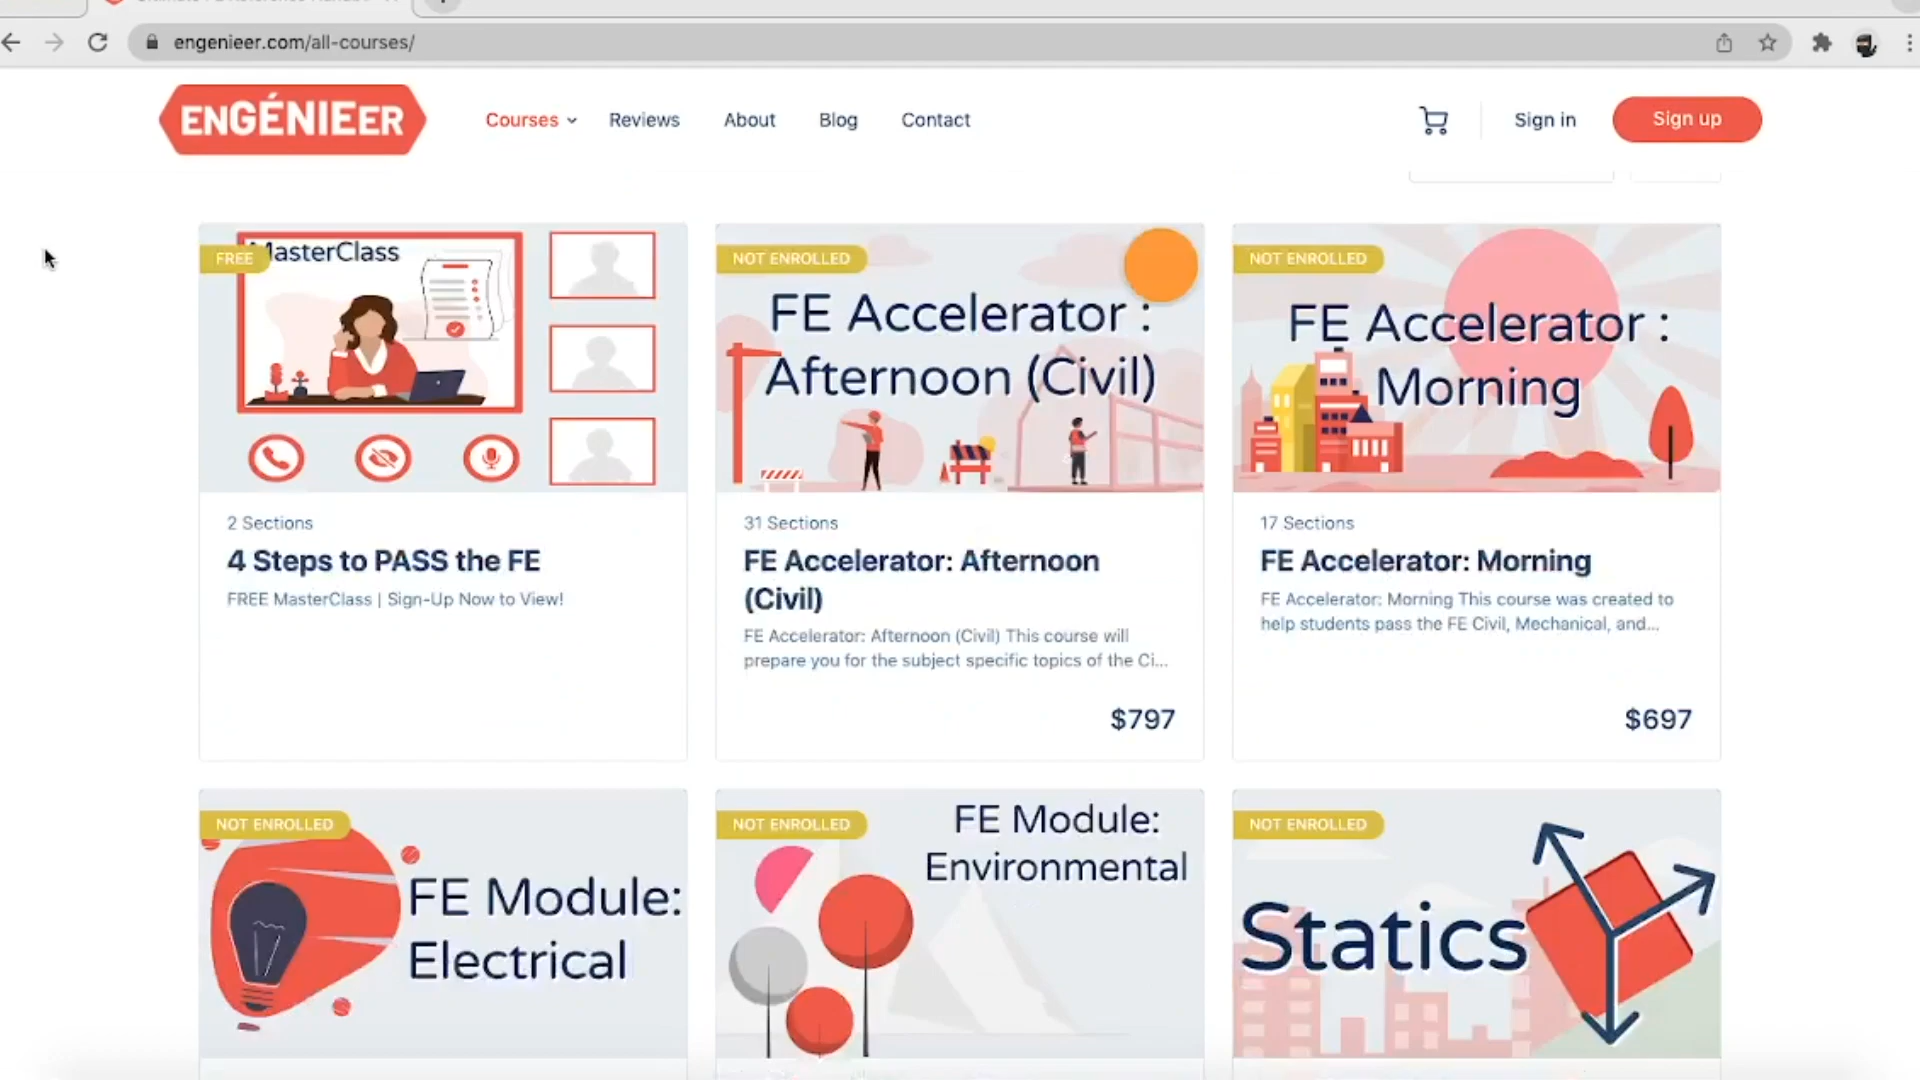 engenieer.com/all-courses/
ENGÉNIEER
Courses
Reviews
About
Blog
Contact
Sign in
Sign up
FREE
MasterClass
NOT ENROLLED
FE Accelerator :
Afternoon (Civil)
NOT ENROLLED
FE Accelerator :
Morning
2 Sections
4 Steps to PASS the FE
FREE MasterClass | Sign-Up Now to View!
31 Sections
FE Accelerator: Afternoon
(Civil)
FE Accelerator: Afternoon (Civil) This course will
prepare you for the subject specific topics of the Ci...
$797
17 Sections
FE Accelerator: Morning
FE Accelerator: Morning This course was created to
help students pass the FE Civil, Mechanical, and...
$697
NOT ENROLLED
FE Module:
Electrical
NOT ENROLLED
FE Module:
Environmental
NOT ENROLLED
Statics